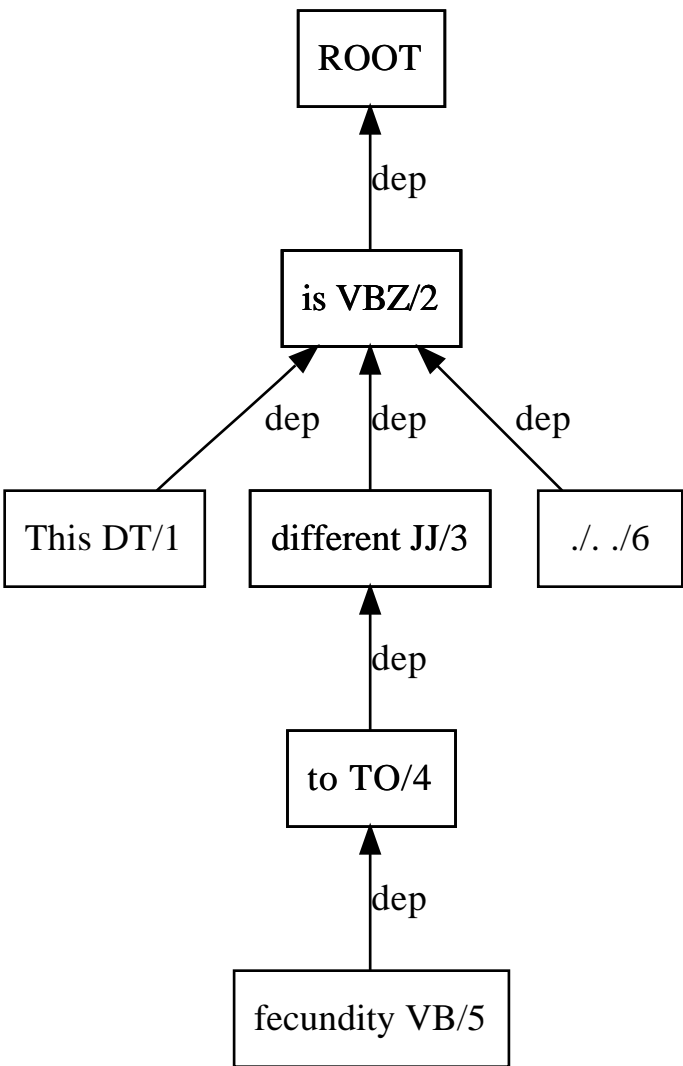 ROOT
dep
is VBZ/2
dep dep dep
This DT/1 different JJ/3 ./. ./6
dep
to TO/4
dep
fecundity VB/5